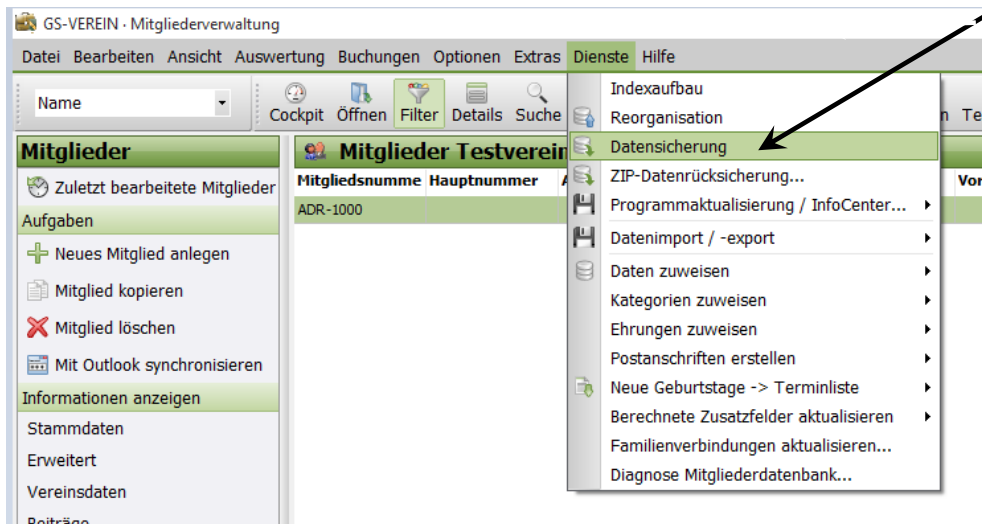 GS-VEREIN · Mitgliederverwaltung
Datei Bearbeiten Ansicht Auswertung Buchungen Optionen Extras Dienste Hilfe
Name
Cockpit Öffnen Filter Details Suche
Mitglieder
Zuletzt bearbeitete Mitglieder
Aufgaben
Neues Mitglied anlegen
Mitglied kopieren
Mitglied löschen
Mit Outlook synchronisieren
Informationen anzeigen
Stammdaten
Erweitert
Vereinsdaten
Beiträge
Mitglieder Testverein
Mitgliedsnumme Hauptnummer
ADR-1000
Indexaufbau
Reorganisation
Datensicherung
ZIP-Datenrücksicherung...
Programmaktualisierung / InfoCenter...
Datenimport / -export
Daten zuweisen
Kategorien zuweisen
Ehrungen zuweisen
Postanschriften erstellen
Neue Geburtstage -> Terminliste
Berechnete Zusatzfelder aktualisieren
Familienverbindungen aktualisieren...
Diagnose Mitgliederdatenbank...
n Te
Vor